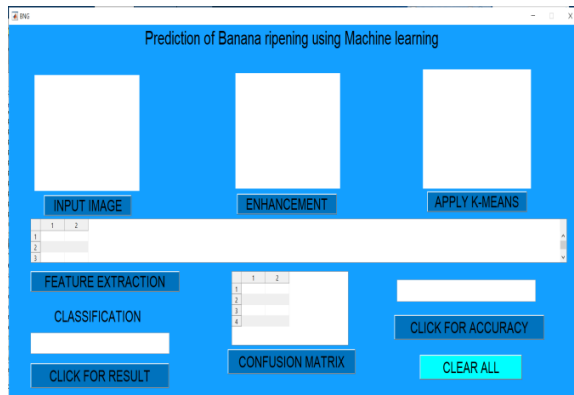 ENG
Prediction of Banana ripening using Machine learning
INPUT IMAGE
ENHANCEMENT
APPLY K-MEANS
1 2
1
2
3
FEATURE EXTRACTION
CLASSIFICATION
CLICK FOR RESULT
1 2
1
2
3
4
CONFUSION MATRIX
CLICK FOR ACCURACY
CLEAR ALL